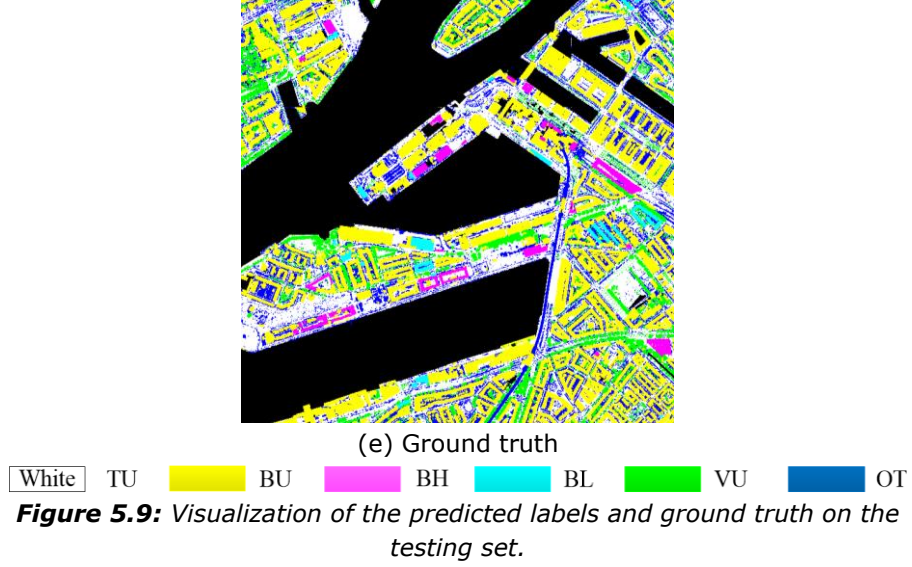 (e) Ground truth
White TU BU BH BL VU OT
Figure 5.9: Visualization of the predicted labels and ground truth on the
testing set.